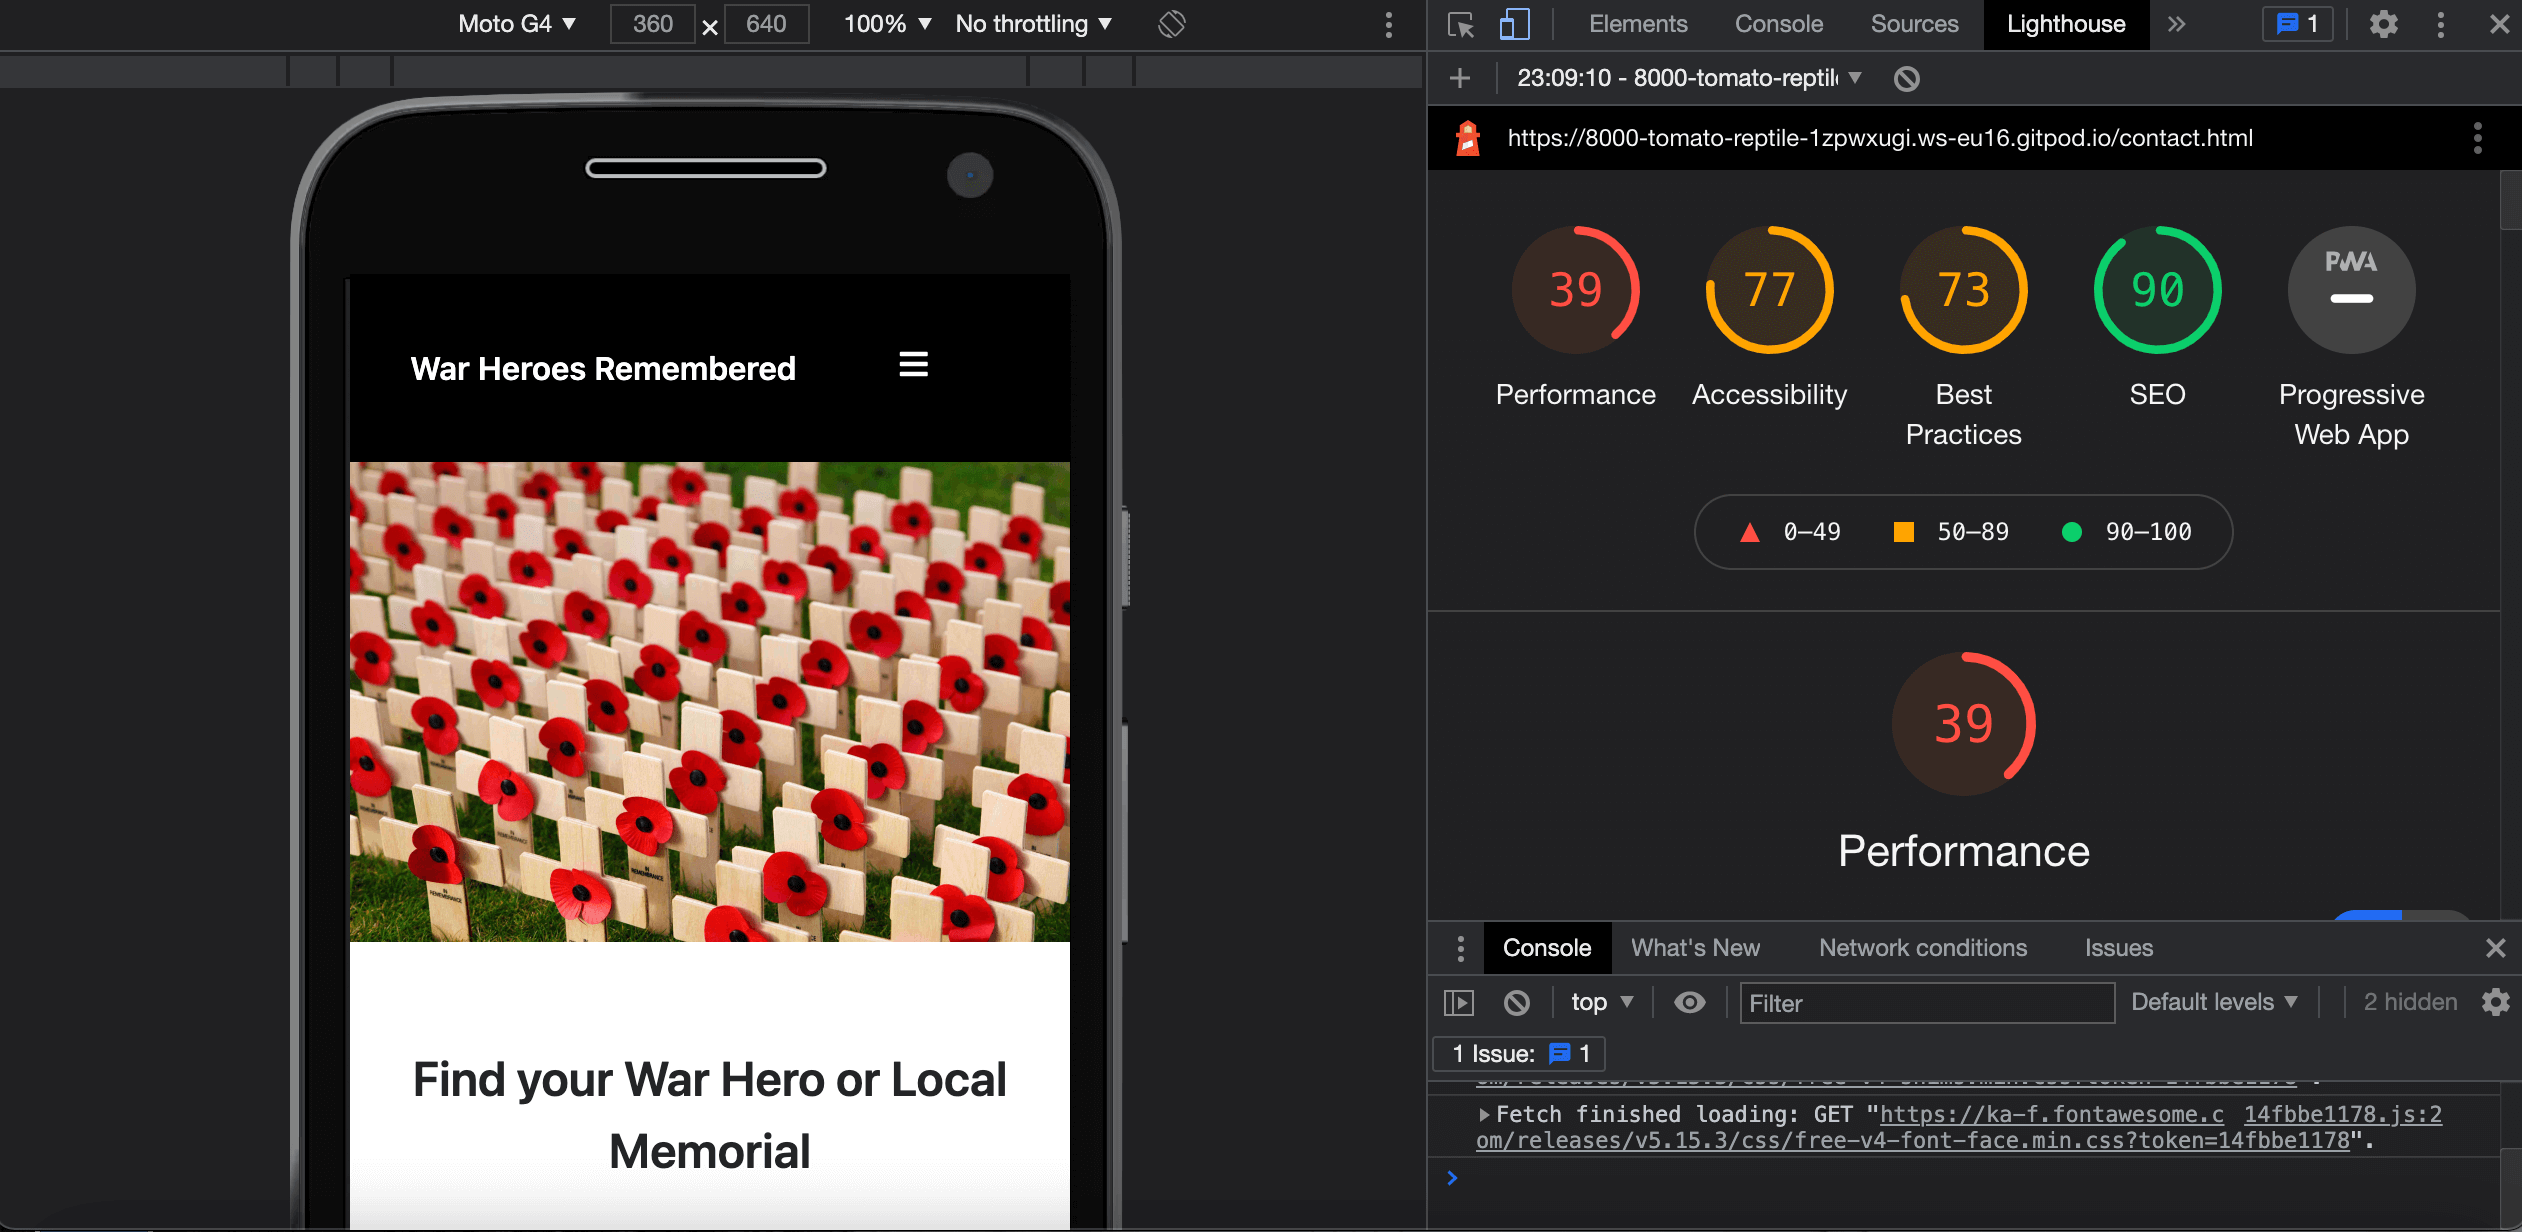 Moto G4 ▼ 360 × 640 100% ▼ No throttling ▼
Elements Console Sources Lighthouse » 1
23:09:10 - 8000-tomato-reptil
https://8000-tomato-reptile-1zpwxugi.ws-eu16.gitpod.io/contact.html
39 77 73 90 PWA
Performance Accessibility Best Practices SEO Progressive Web App
0–49 50–89 90–100
39
Performance
War Heroes Remembered
IN REMEMBRANCE
Find your War Hero or Local
Memorial
Console What's New Network conditions Issues
top ▼ Filter Default levels ▼ 2 hidden
1 Issue: 1
Fetch finished loading: GET "https://ka-f.fontawesome.c 14fbbe1178.js:2
om/releases/v5.15.3/css/free-v4-font-face.min.css?token=14fbbe1178".